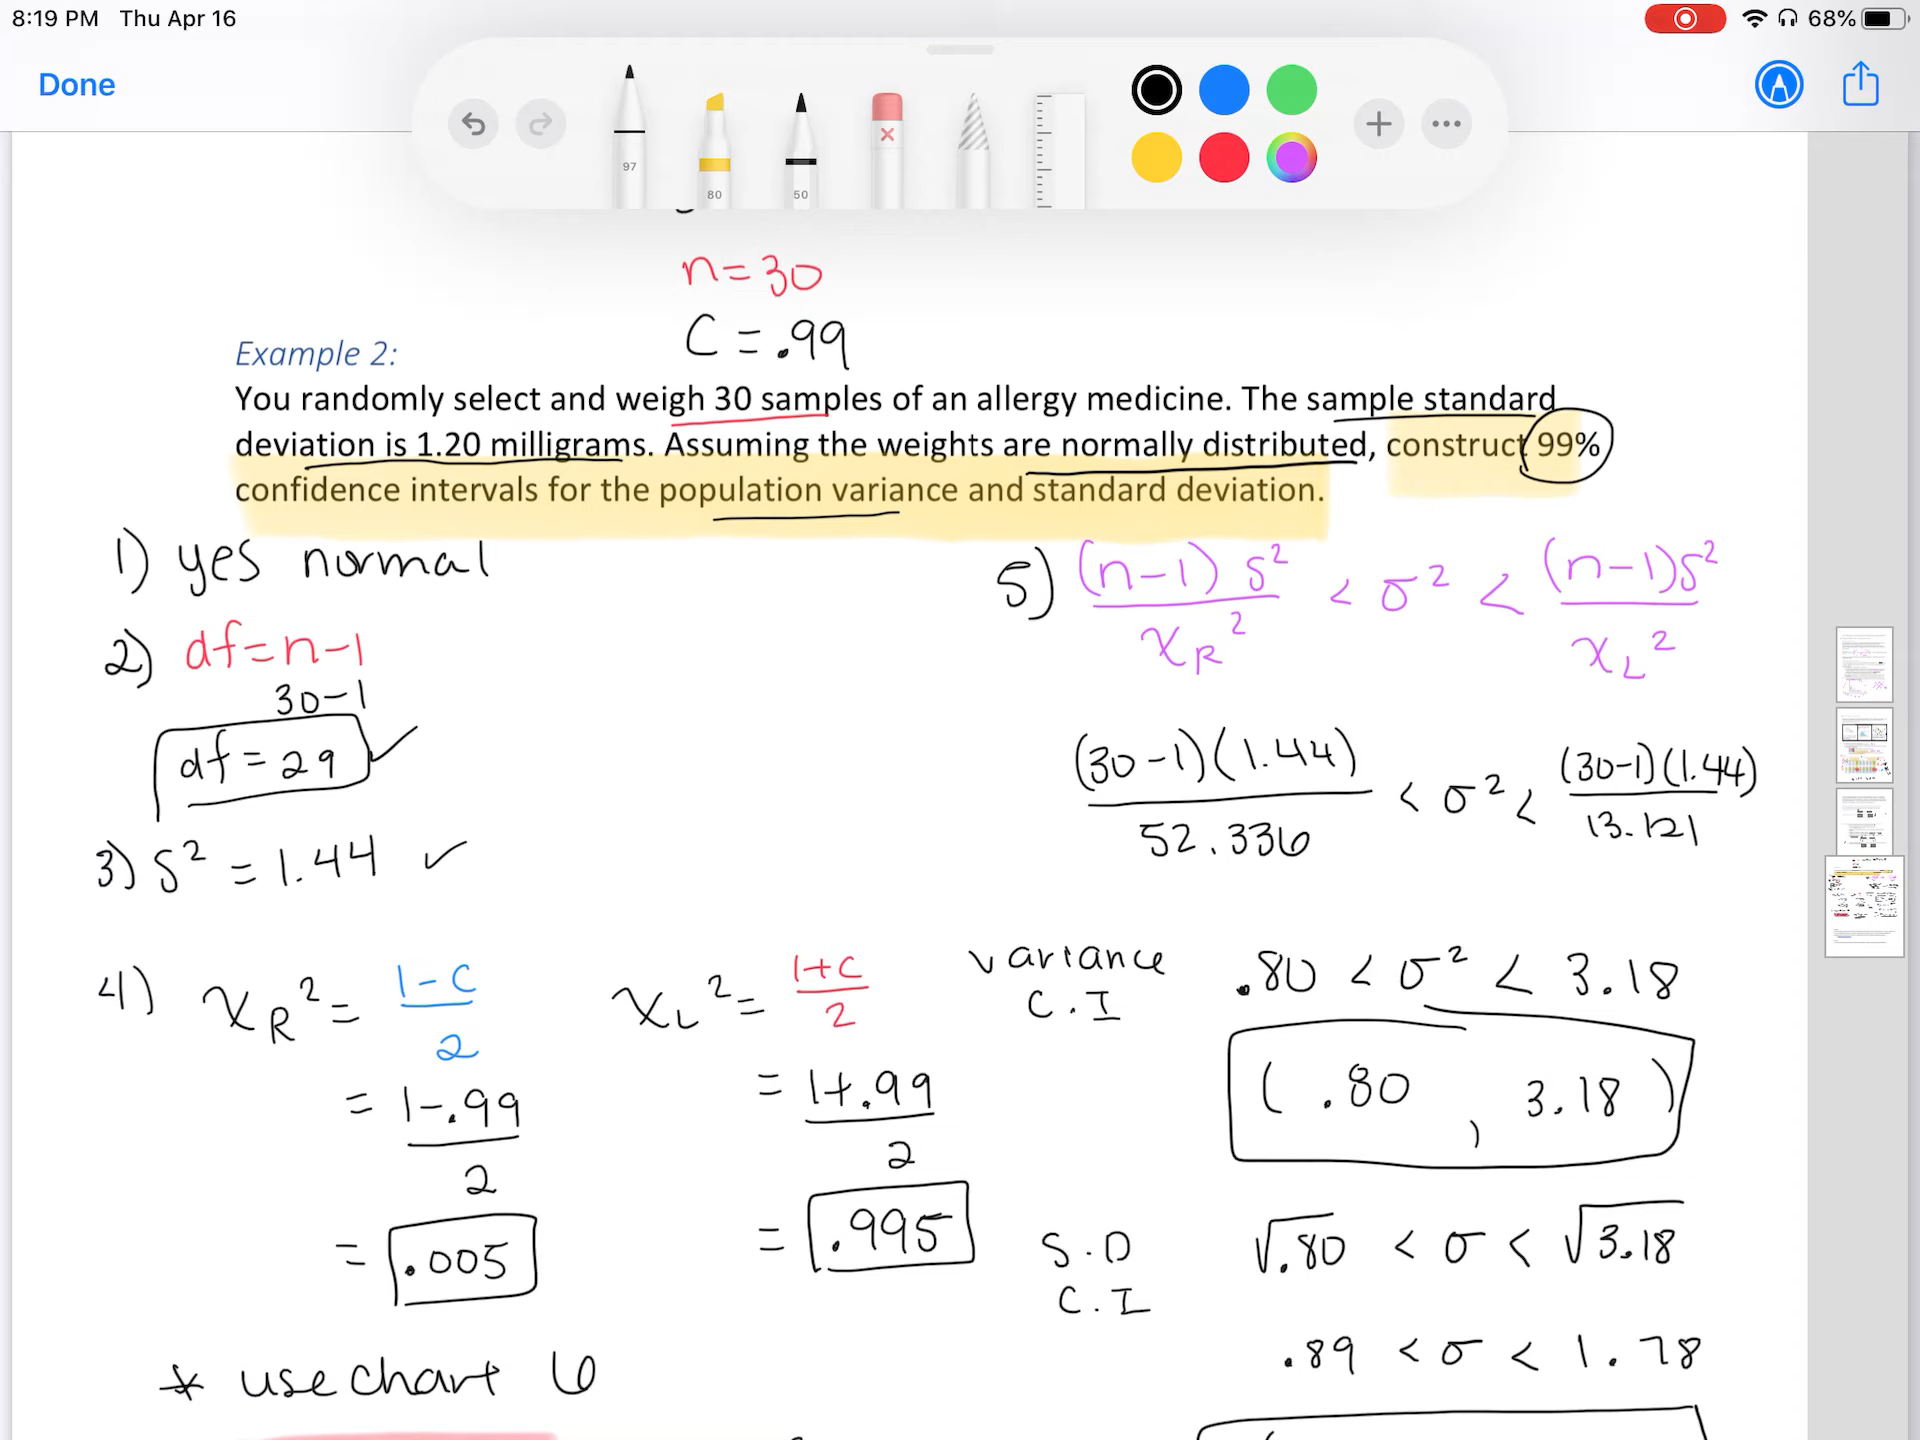 8:19 PM Thu Apr 16
68%
Done
97
80
50
n=30
C = .99
Example 2:
You randomly select and weigh 30 samples of an allergy medicine. The sample standard
deviation is 1.20 milligrams. Assuming the weights are normally distributed, construct 99%
confidence intervals for the population variance and standard deviation.
1) yes normal
2) df=n-1
30-1
df = 29 ✓
3) S² = 1.44 ✓
4) χR² = 1-C
2
= 1-.99
2
= .005
χL² = 1+C
2
= 1+.99
2
= .995
* use chart 6
5) (n-1) S² < σ² < (n-1)S²
χR² χL²
(30-1)(1.44) < σ² < (30-1)(1.44)
52.336 13.121
variance
C.I
.80 < σ² < 3.18
( .80 , 3.18 )
S.D
C.I
√.80 < σ < √3.18
.89 < σ < 1.78